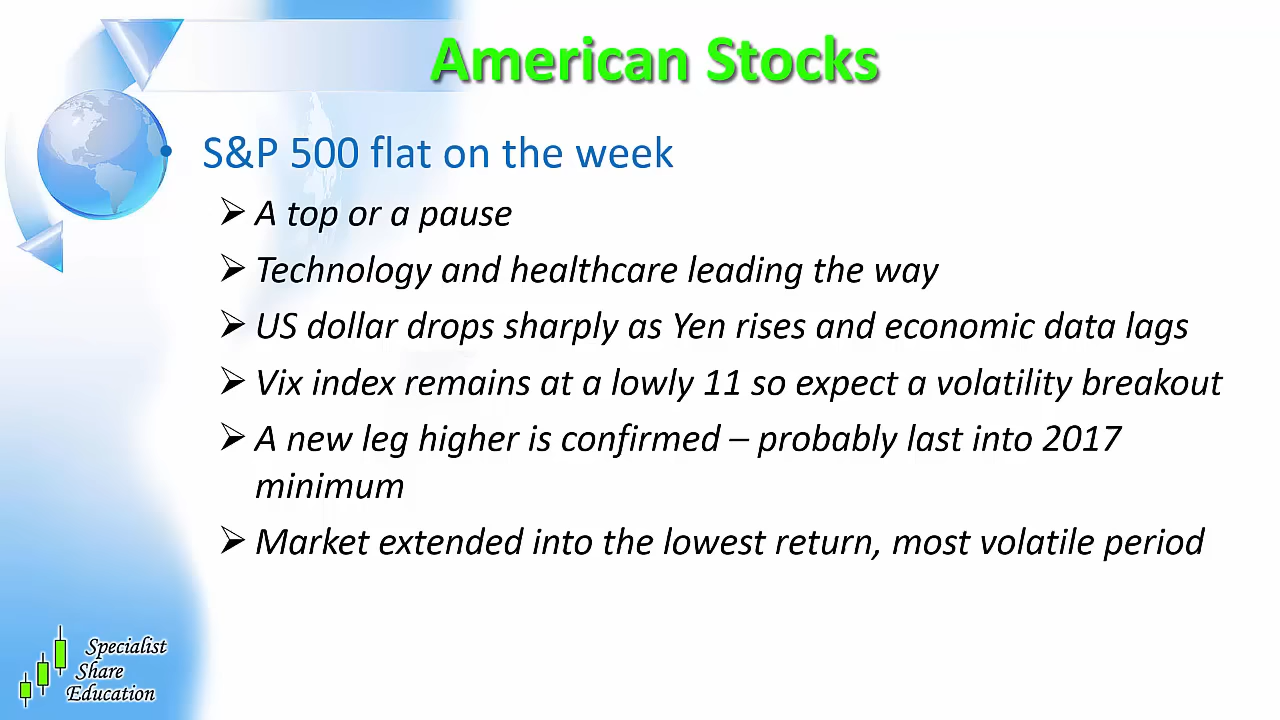 American Stocks
• S&P 500 flat on the week
➢ A top or a pause
➢ Technology and healthcare leading the way
➢ US dollar drops sharply as Yen rises and economic data lags
➢ Vix index remains at a lowly 11 so expect a volatility breakout
➢ A new leg higher is confirmed – probably last into 2017
minimum
➢ Market extended into the lowest return, most volatile period
Specialist
Share
Education